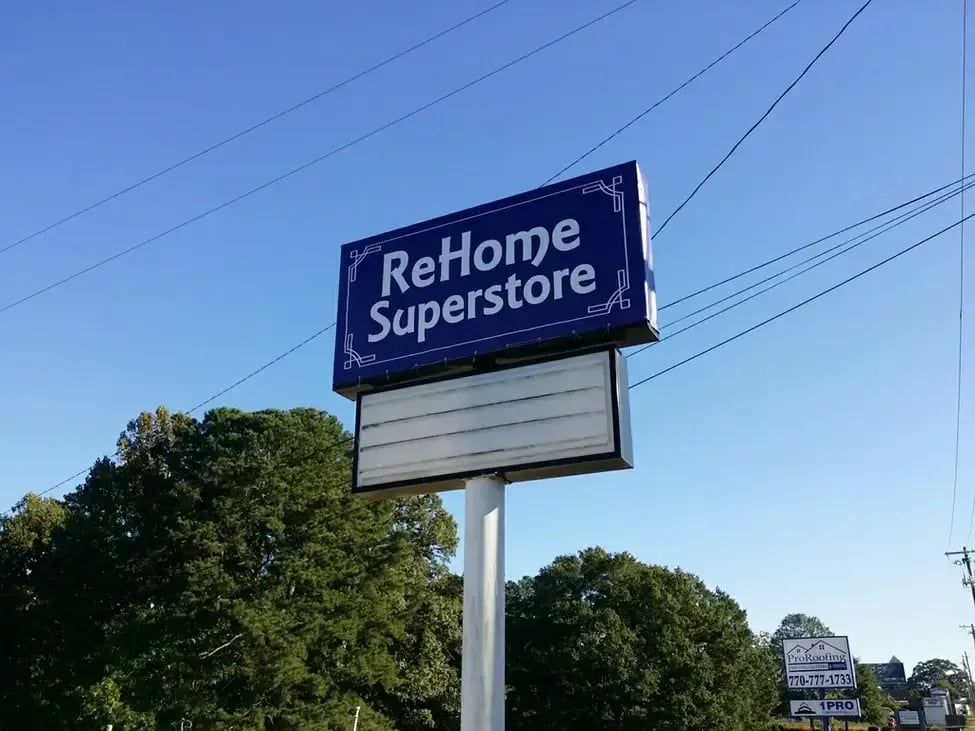 ReHome
Superstore
ProRoofing
770-777-1733
1PRO